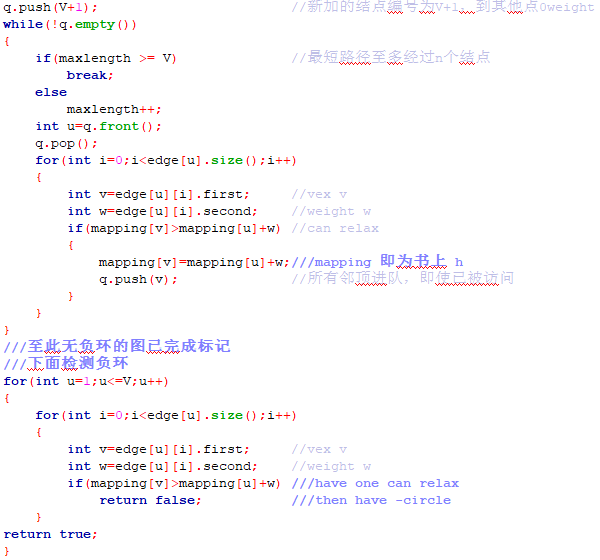 q.push(V+1); //新加的结点编号为V+1, 到其他点0weight
while(!q.empty())
{
if(maxlength >= V) //最短路径至多经过n个结点
break;
else
maxlength++;
int u=q.front();
q.pop();
for(int i=0;i<edge[u].size();i++)
{
int v=edge[u][i].first; //vex v
int w=edge[u][i].second; //weight w
if(mapping[v]>mapping[u]+w) //can relax
{
mapping[v]=mapping[u]+w;///mapping 即为书上 h
q.push(v); //所有邻顶进队，即使已被访问
}
}
}
///至此无负环的图已完成标记
///下面检测负环
for(int u=1;u<=V;u++)
{
for(int i=0;i<edge[u].size();i++)
{
int v=edge[u][i].first; //vex v
int w=edge[u][i].second; //weight w
if(mapping[v]>mapping[u]+w) ///have one can relax
return false; ///then have -circle
}
return true;
}